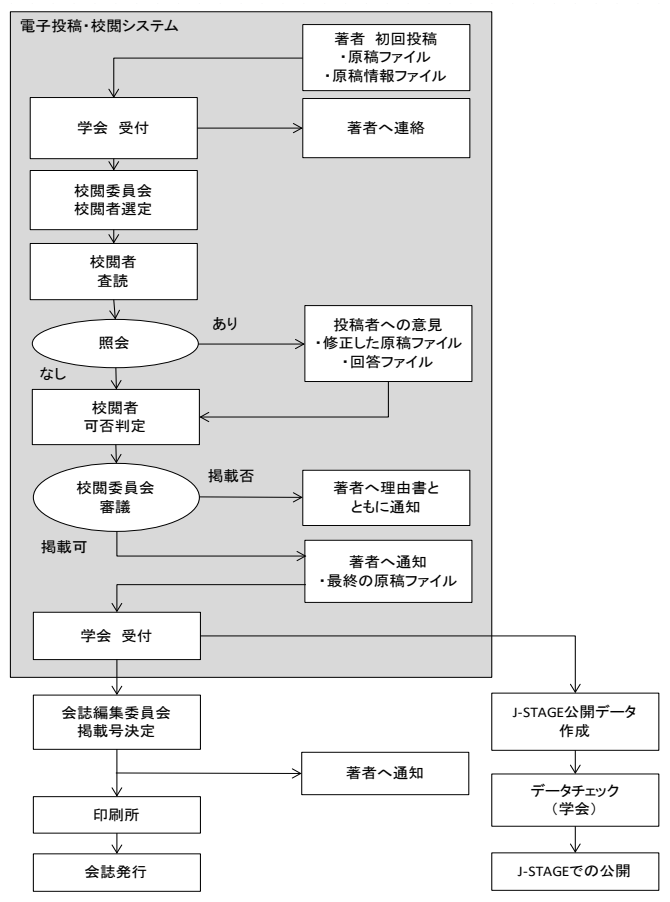 電子投稿・校閲システム
著者　初回投稿
・原稿ファイル
・原稿情報ファイル
学会　受付
著者へ連絡
校閲委員会
校閲者選定
校閲者
査読
照会
あり
投稿者への意見
・修正した原稿ファイル
・回答ファイル
なし
校閲者
可否判定
校閲委員会
審議
掲載否
著者へ理由書と
ともに通知
掲載可
著者へ通知
・最終の原稿ファイル
学会　受付
会誌編集委員会
掲載号決定
J-STAGE公開データ
作成
著者へ通知
データチェック
（学会）
印刷所
会誌発行
J-STAGEでの公開